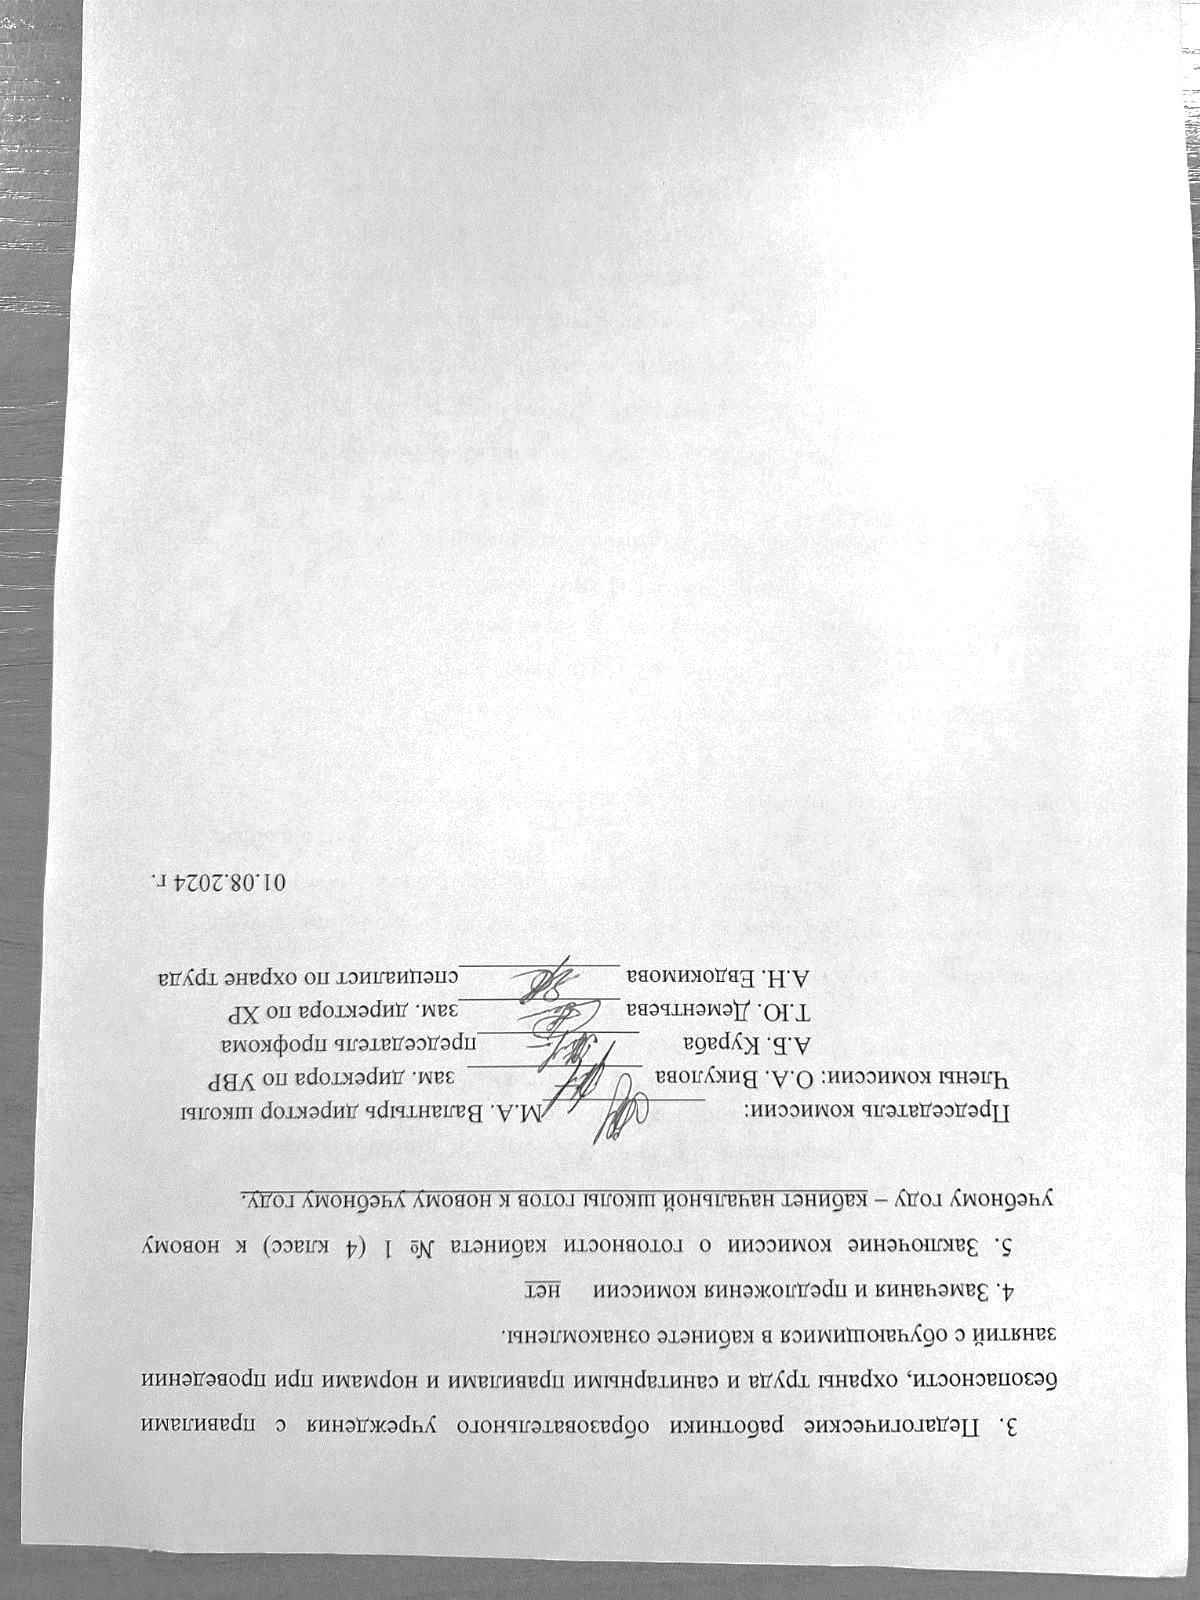 3. Педагогические работники образовательного учреждения с правилами
безопасности, охраны труда и санитарными правилами и нормами при проведении
занятий с обучающимися в кабинете ознакомлены.
4. Замечания и предложения комиссии нет
5. Заключение комиссии о готовности кабинета № 1 (4 класс) к новому
учебному году – кабинет начальной школы готов к новому учебному году.
Председатель комиссии: М.А. Валантырь директор школы
Члены комиссии: О.А. Викулова зам. директора по УВР
А.Б. Кураба председатель профкома
Т.Ю. Дементьева зам. директора по ХР
А.Н. Евдокимова специалист по охране труда
01.08.2024 г.